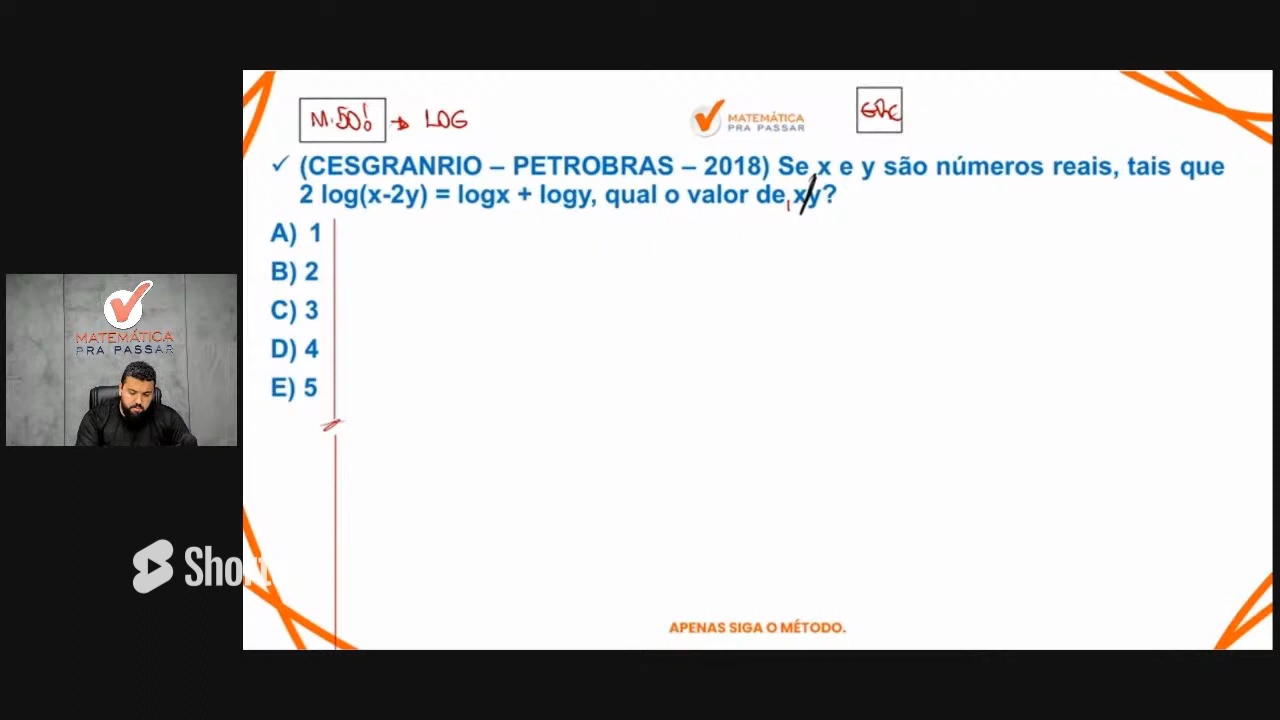 M.50! → LOG
MATEMÁTICA
PRA PASSAR
✓ (CESGRANRIO – PETROBRAS – 2018) Se x e y são números reais, tais que
2 log(x-2y) = logx + logy, qual o valor de x/y?
A) 1
B) 2
C) 3
D) 4
E) 5
MATEMÁTICA
PRA PASSAR
Shorts
APENAS SIGA O MÉTODO.